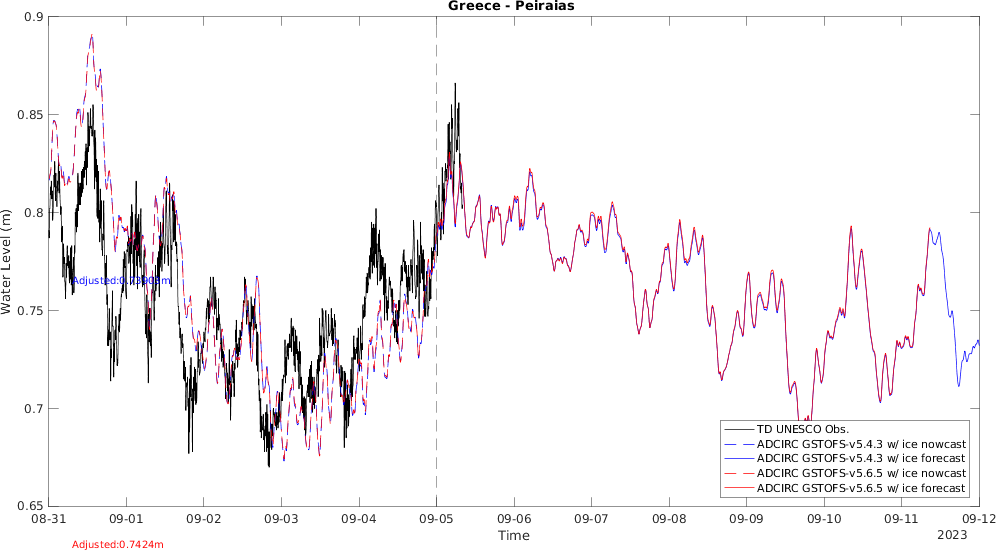 Greece - Peiraias
0.9
0.85
0.8
0.75
0.7
0.65
Water Level (m)
08-31
09-01
09-02
09-03
09-04
09-05
09-06
09-07
09-08
09-09
09-10
09-11
09-12
Time
2023
TD UNESCO Obs.
ADCIRC GSTOFS-v5.4.3 w/ ice nowcast
ADCIRC GSTOFS-v5.4.3 w/ ice forecast
ADCIRC GSTOFS-v5.6.5 w/ ice nowcast
ADCIRC GSTOFS-v5.6.5 w/ ice forecast
Adjusted:0.7424m